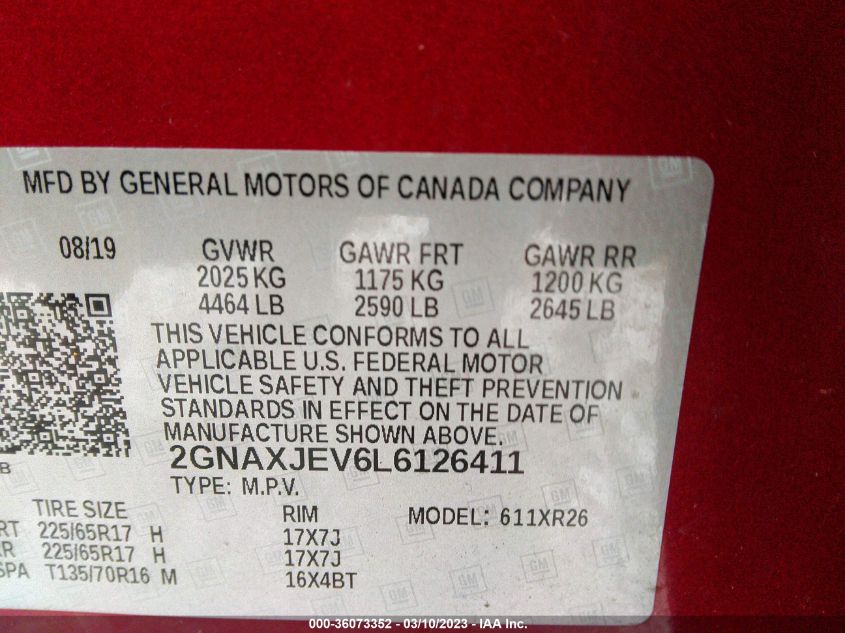 MFD BY GENERAL MOTORS OF CANADA COMPANY
08/19 GVWR GAWR FRT GAWR RR
2025 KG 1175 KG 1200 KG
4464 LB 2590 LB 2645 LB
THIS VEHICLE CONFORMS TO ALL
APPLICABLE U.S. FEDERAL MOTOR
VEHICLE SAFETY AND THEFT PREVENTION
STANDARDS IN EFFECT ON THE DATE OF
MANUFACTURE SHOWN ABOVE.
2GNAXJEV6L6126411
TYPE: M.P.V.
TIRE SIZE RIM MODEL: 611XR26
RT 225/65R17 H 17X7J
R 225/65R17 H 17X7J
SPA T135/70R16 M 16X4BT
000-36073352 - 03/10/2023 - IAA Inc.